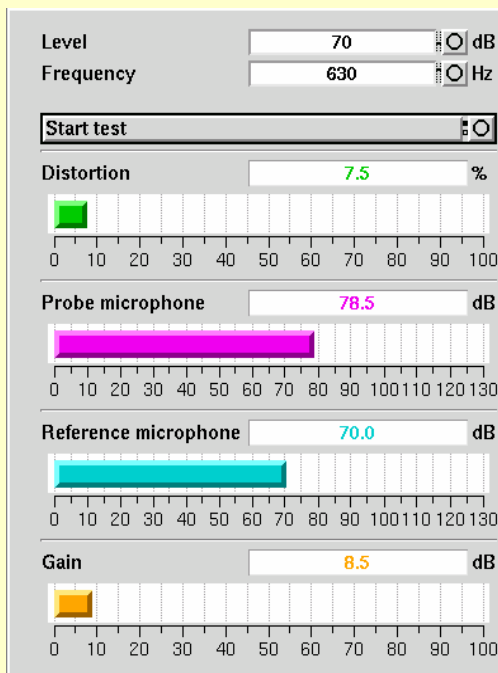 Level 70 dB
Frequency 630 Hz
Start test
Distortion 7.5 %
0 10 20 30 40 50 60 70 80 90 100
Probe microphone 78.5 dB
0 10 20 30 40 50 60 70 80 90 100 110 120 130
Reference microphone 70.0 dB
0 10 20 30 40 50 60 70 80 90 100 110 120 130
Gain 8.5 dB
0 10 20 30 40 50 60 70 80 90 100